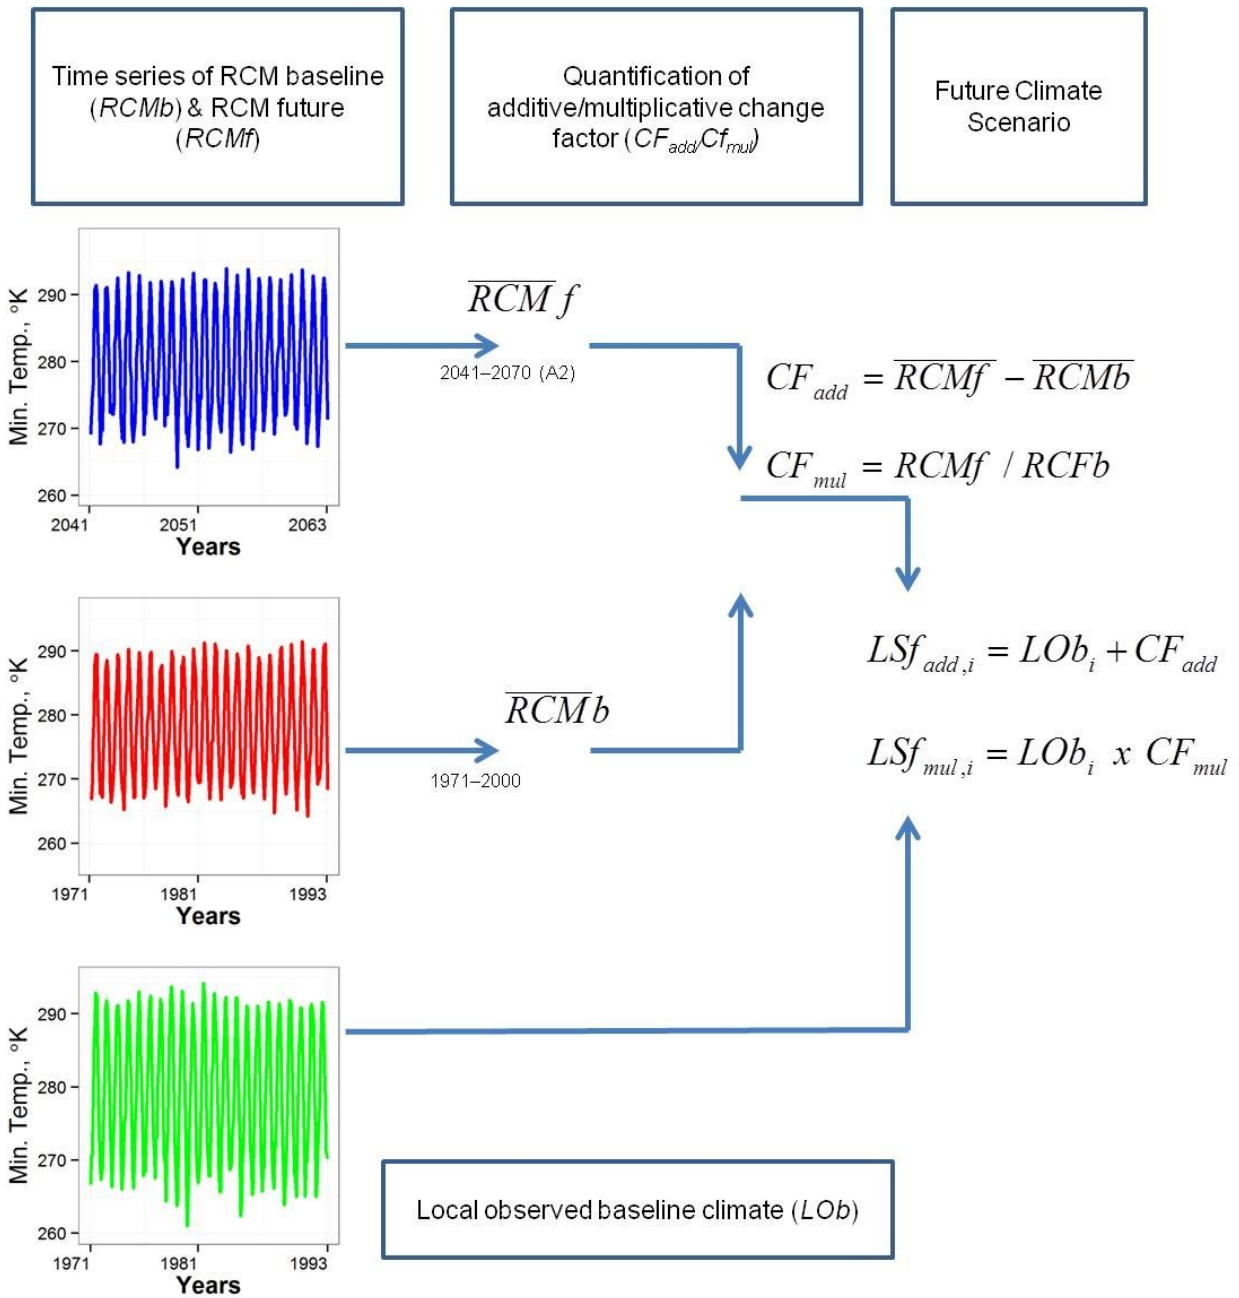 Time series of RCM baseline
(RCMb) & RCM future
(RCMf)
Quantification of
additive/multiplicative change
factor (CFadd/Cfmul)
Future Climate
Scenario
Min. Temp., °K
290
280
270
260
2041
2051
2063
Years
RCM f
2041–2070 (A2)
CFadd = RCMf − RCMb
CFmul = RCMf / RCFb
Min. Temp., °K
290
280
270
260
1971
1981
1993
Years
RCMb
1971–2000
LSfadd,i = LObi + CFadd
LSfmul,i = LObi x CFmul
Min. Temp., °K
290
280
270
260
1971
1981
1993
Years
Local observed baseline climate (LOb)